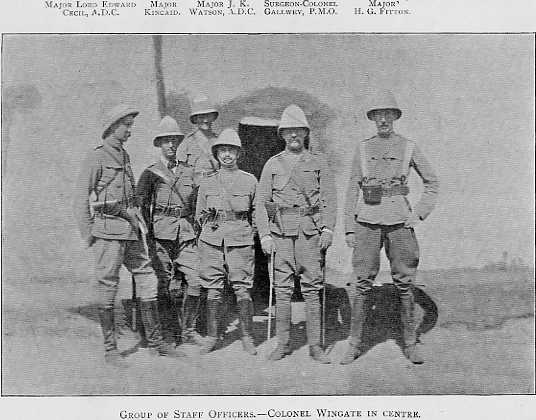 Major Lord Edward Major Major J. K. Surgeon-Colonel Major
Cecil, A.D.C. Kincaid. Watson, A.D.C. Gallwey, P.M.O. H. G. Fitton.
Group of Staff Officers.—Colonel Wingate in centre.